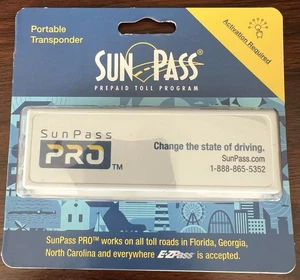 Portable
Transponder
Activation Required
SUNPASS®
PREPAID TOLL PROGRAM
SunPass
PRO™
Change the state of driving.
SunPass.com
1-888-865-5352
SunPass PRO™ works on all toll roads in Florida, Georgia,
North Carolina and everywhere E-ZPass® is accepted.